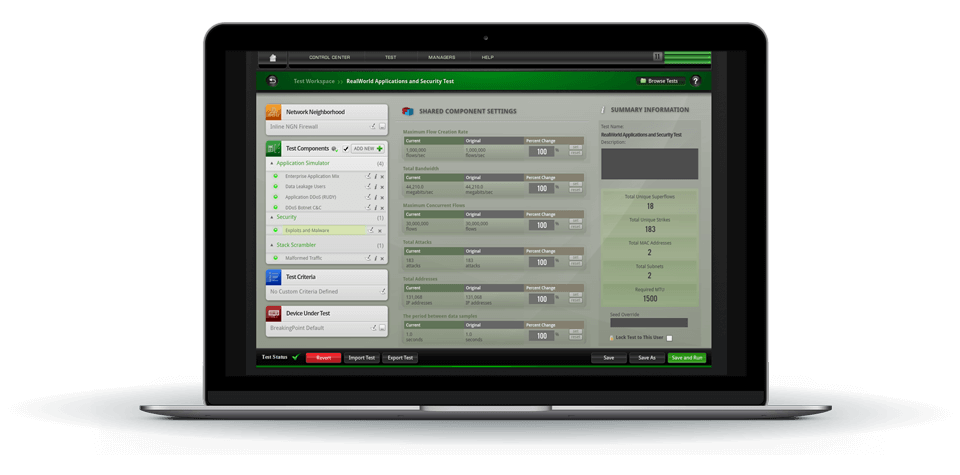 CONTROL CENTER TEST MANAGERS HELP
Test Workspace :: RealWorld Applications and Security Test
Browse Tests ?
Network Neighborhood
Inline NGN Firewall
Test Components ADD NEW
Application Simulator (4)
Enterprise Application Mix
Data Leakage Users
Application DDoS (RUDY)
DDoS Botnet C&C
Security (1)
Exploits and Malware
Stack Scrambler (1)
Malformed Traffic
Test Criteria
No Custom Criteria Defined
Device Under Test
BreakingPoint Default
SHARED COMPONENT SETTINGS
Maximum Flow Creation Rate
Current Original Percent Change
1,000,000 1,000,000 100 %
flows/sec flows/sec
Total Bandwidth
Current Original Percent Change
44,210.0 44,210.0 100 %
megabits/sec megabits/sec
Maximum Concurrent Flows
Current Original Percent Change
30,000,000 30,000,000 100 %
flows flows
Total Attacks
Current Original Percent Change
183 183 100 %
attacks attacks
Total Addresses
Current Original Percent Change
131,068 131,068 100 %
IP addresses IP addresses
The period between data samples
Current Original Percent Change
1.0 1.0 100 %
seconds seconds
SUMMARY INFORMATION
Test Name:
RealWorld Applications and Security Test
Description:
Total Unique Superflows
18
Total Unique Strikes
183
Total MAC Addresses
2
Total Subnets
2
Required MTU
1500
Seed Override
Lock Test to This User
Test Status Revert Import Test Export Test Save Save As Save and Run